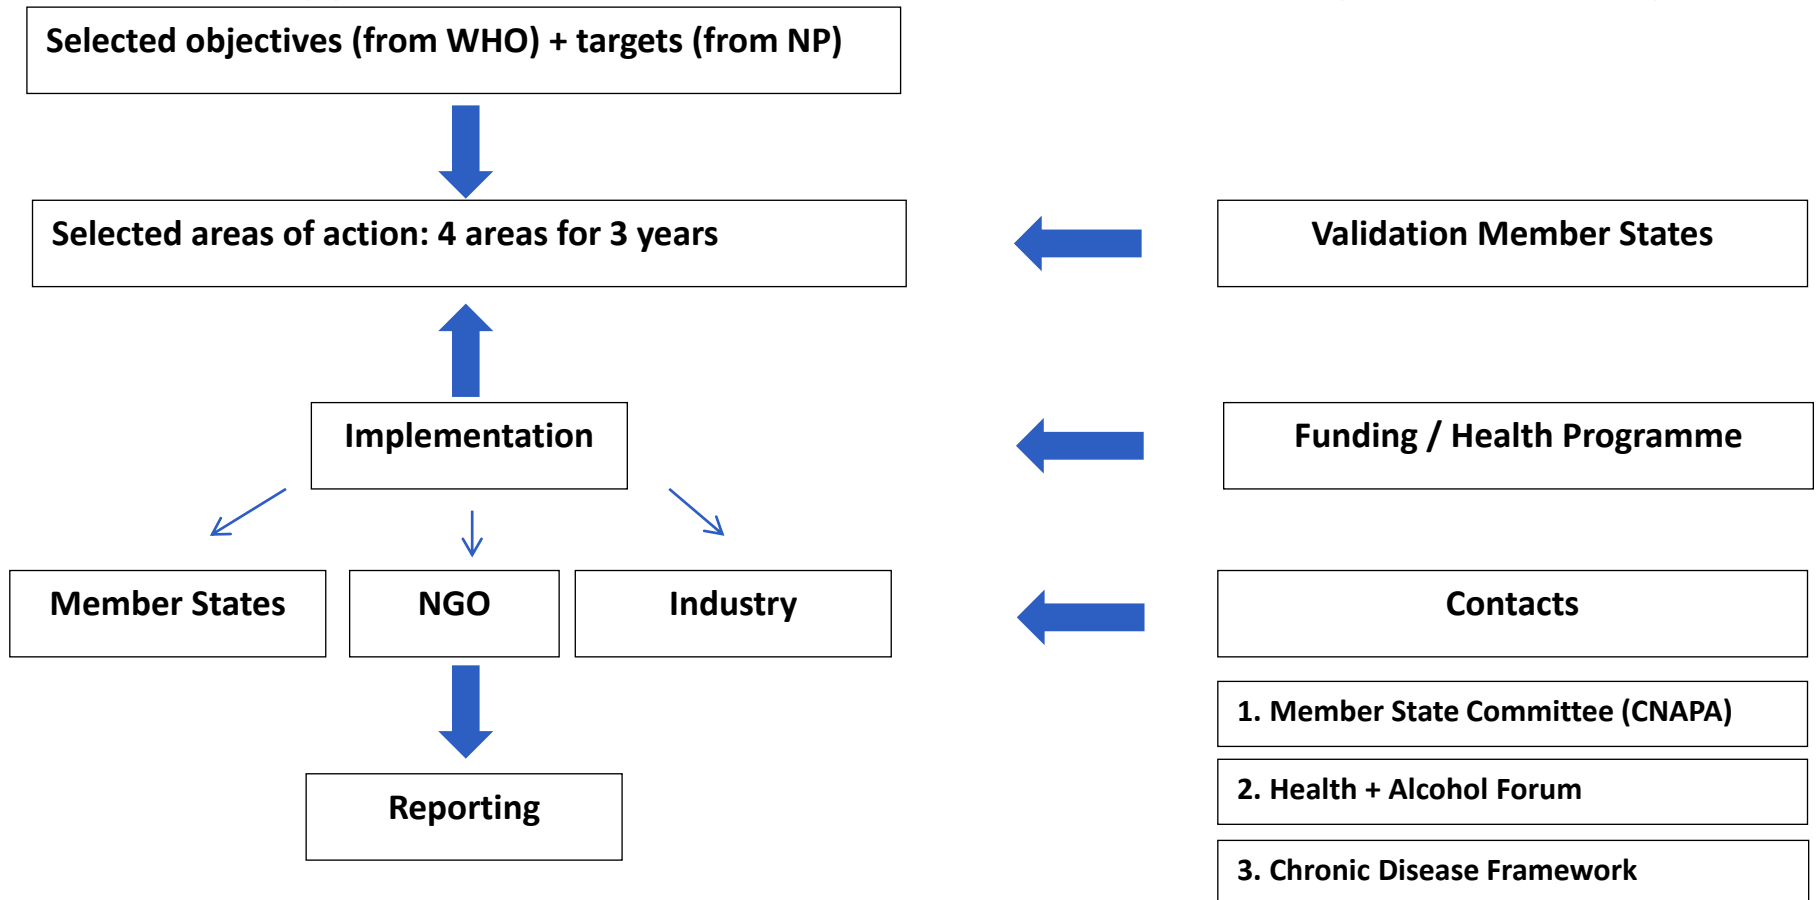 Selected objectives (from WHO) + targets (from NP)
Selected areas of action: 4 areas for 3 years
Validation Member States
Implementation
Funding / Health Programme
Member States
NGO
Industry
Contacts
1. Member State Committee (CNAPA)
2. Health + Alcohol Forum
Reporting
3. Chronic Disease Framework